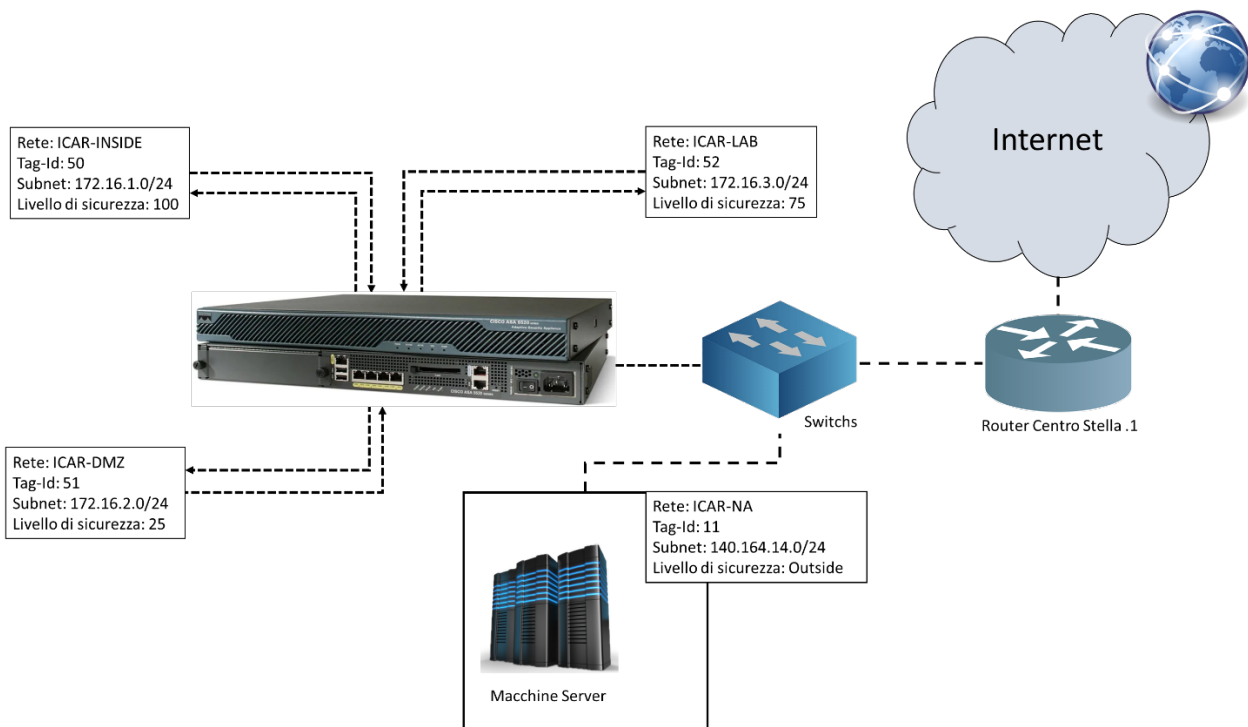 Internet
Rete: ICAR-INSIDE
Tag-Id: 50
Subnet: 172.16.1.0/24
Livello di sicurezza: 100
Rete: ICAR-LAB
Tag-Id: 52
Subnet: 172.16.3.0/24
Livello di sicurezza: 75
Switchs
Router Centro Stella .1
Rete: ICAR-DMZ
Tag-Id: 51
Subnet: 172.16.2.0/24
Livello di sicurezza: 25
Rete: ICAR-NA
Tag-Id: 11
Subnet: 140.164.14.0/24
Livello di sicurezza: Outside
Macchine Server